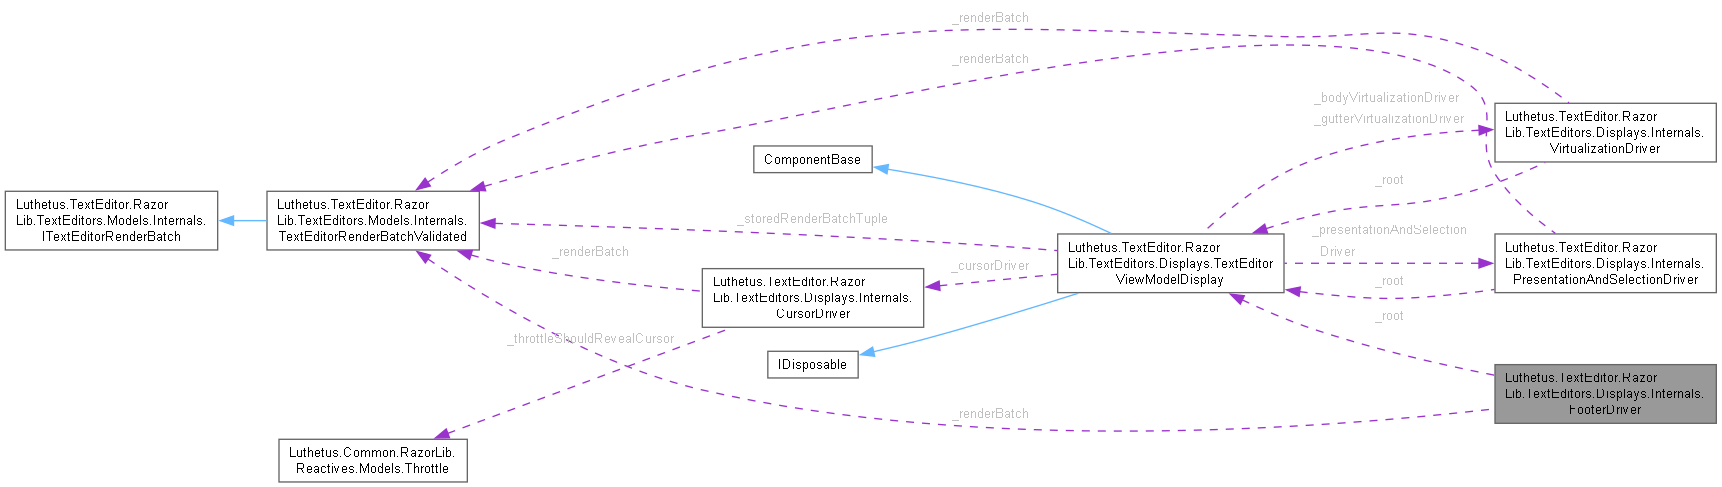 _renderBatch
_renderBatch
_bodyVirtualizationDriver
_gutterVirtualizationDriver
Luthetus.TextEditor.Razor
Lib.TextEditors.Displays.Internals.
VirtualizationDriver
ComponentBase
_root
Luthetus.TextEditor.Razor
Lib.TextEditors.Models.Internals.
ITextEditorRenderBatch
Luthetus.TextEditor.Razor
Lib.TextEditors.Models.Internals.
TextEditorRenderBatchValidated
_storedRenderBatchTuple
_presentationAndSelection
Driver
_renderBatch
_cursorDriver
Luthetus.TextEditor.Razor
Lib.TextEditors.Displays.TextEditor
ViewModelDisplay
Luthetus.TextEditor.Razor
Lib.TextEditors.Displays.Internals.
PresentationAndSelectionDriver
_root
Luthetus.TextEditor.Razor
Lib.TextEditors.Displays.Internals.
CursorDriver
_root
_throttleShouldRevealCursor
IDisposable
Luthetus.TextEditor.Razor
Lib.TextEditors.Displays.Internals.
FooterDriver
_renderBatch
Luthetus.Common.RazorLib.
Reactives.Models.Throttle